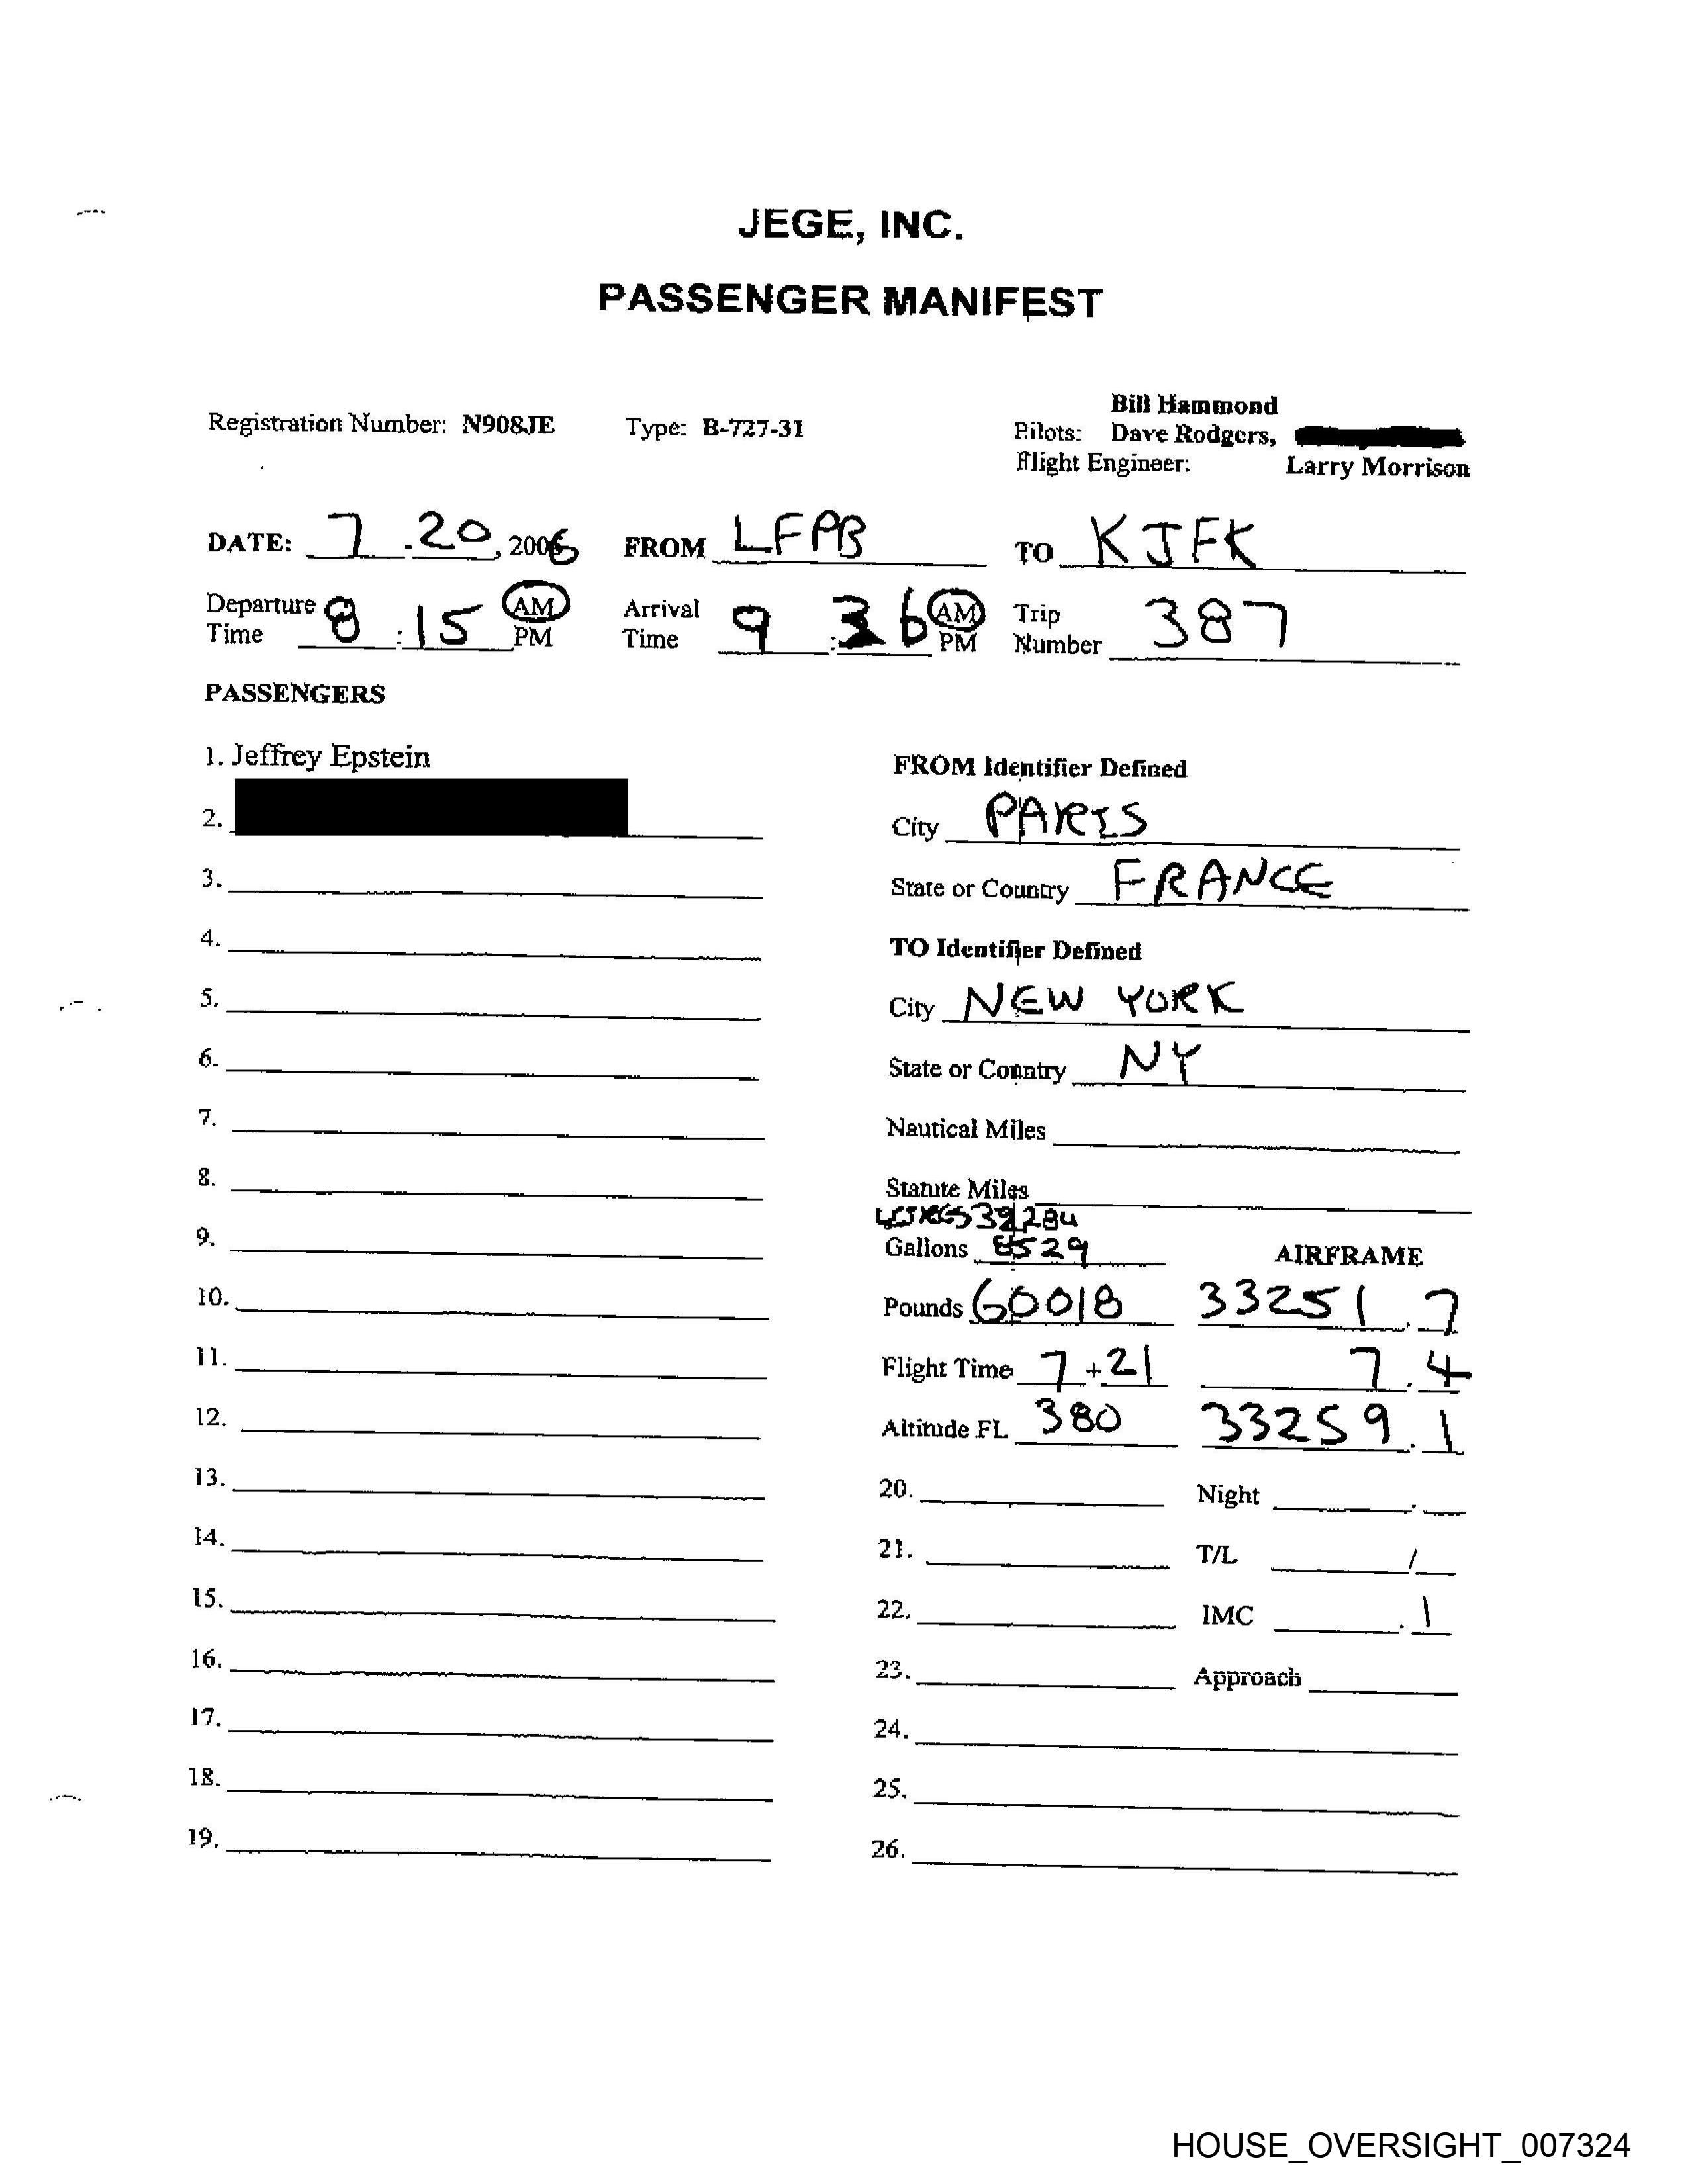 JEGE, INC.
PASSENGER MANIFEST
Registration Number: N908JE
Type: B-727-31
Bill Hammond
Pilots: Dave Rodgers,
Flight Engineer: Larry Morrison
DATE: 7.20, 2006
FROM LFPB
TO KJFK
Departure Time 8:15 AM PM
Arrival Time 9:36 AM PM
Trip Number 387
PASSENGERS
1. Jeffrey Epstein
2.
3.
4.
5.
6.
7.
8.
9.
10.
11.
12.
13.
14.
15.
16.
17.
18.
19.
FROM Identifier Defined
City PARIS
State or Country FRANCE
TO Identifier Defined
City NEW YORK
State or Country NY
Nautical Miles
Statute Miles
Gallons 8529
AIRFRAME
Pounds 60018 33251.7
Flight Time 7+21 7.4
Altitude FL 380 33259.1
20. Night
21. T/L /
22. IMC .1
23. Approach
24.
25.
26.
HOUSE_OVERSIGHT_007324